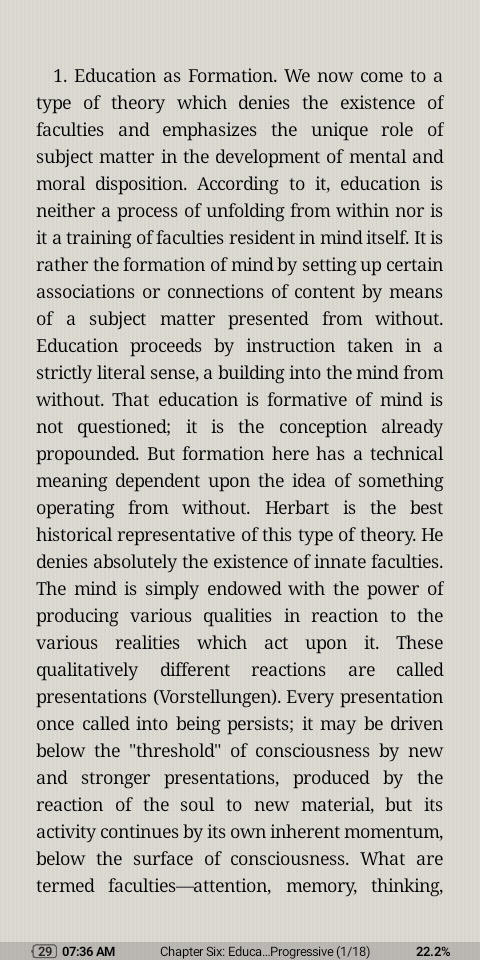 1. Education as Formation. We now come to a
type of theory which denies the existence of
faculties and emphasizes the unique role of
subject matter in the development of mental and
moral disposition. According to it, education is
neither a process of unfolding from within nor is
it a training of faculties resident in mind itself. It is
rather the formation of mind by setting up certain
associations or connections of content by means
of a subject matter presented from without.
Education proceeds by instruction taken in a
strictly literal sense, a building into the mind from
without. That education is formative of mind is
not questioned; it is the conception already
propounded. But formation here has a technical
meaning dependent upon the idea of something
operating from without. Herbart is the best
historical representative of this type of theory. He
denies absolutely the existence of innate faculties.
The mind is simply endowed with the power of
producing various qualities in reaction to the
various realities which act upon it. These
qualitatively different reactions are called
presentations (Vorstellungen). Every presentation
once called into being persists; it may be driven
below the "threshold" of consciousness by new
and stronger presentations, produced by the
reaction of the soul to new material, but its
activity continues by its own inherent momentum,
below the surface of consciousness. What are
termed faculties—attention, memory, thinking,
29 07:36 AM Chapter Six: Educa...Progressive (1/18) 22.2%